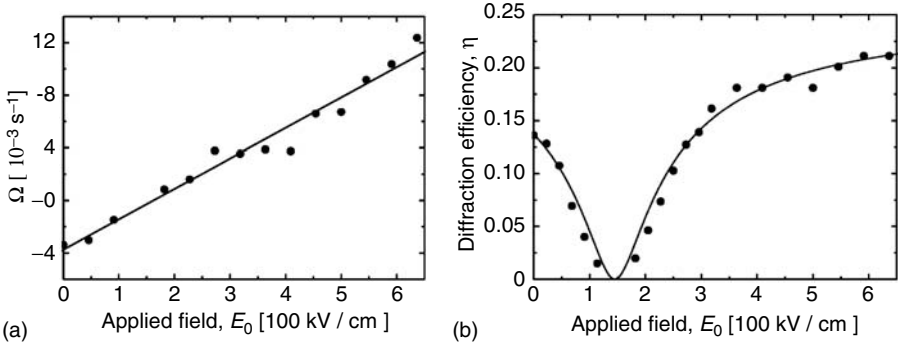 12
-8
4
-0
−4
Ω [ 10⁻³ s⁻¹]
0 1 2 3 4 5 6
Applied field, E₀ [100 kV / cm ]
(a)
0.20
0.15
0.10
0.05
0
Diffraction efficiency, η
0 1 2 3 4 5 6
Applied field, E₀ [100 kV / cm ]
(b)